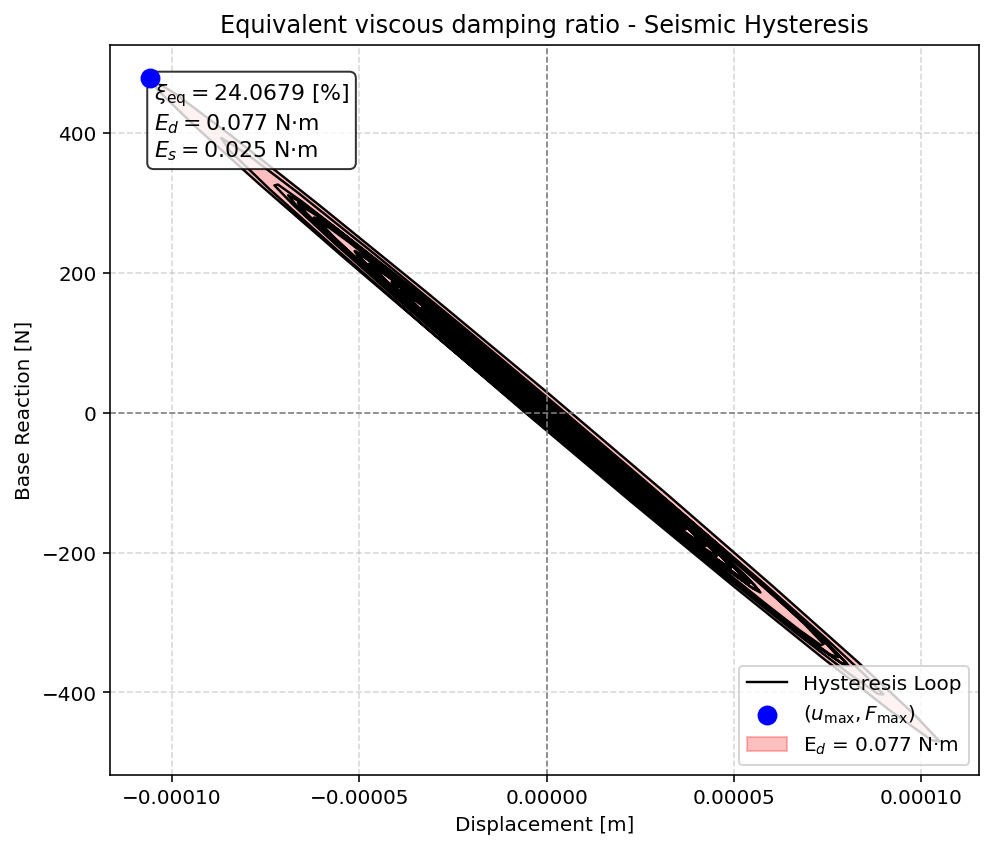 Equivalent viscous damping ratio - Seismic Hysteresis
ξeq = 24.0679 [%]
Ed = 0.077 N·m
Es = 0.025 N·m
400
200
0
−200
−400
Base Reaction [N]
Hysteresis Loop
(umax, Fmax)
Ed = 0.077 N·m
−0.00010
−0.00005
0.00000
0.00005
0.00010
Displacement [m]